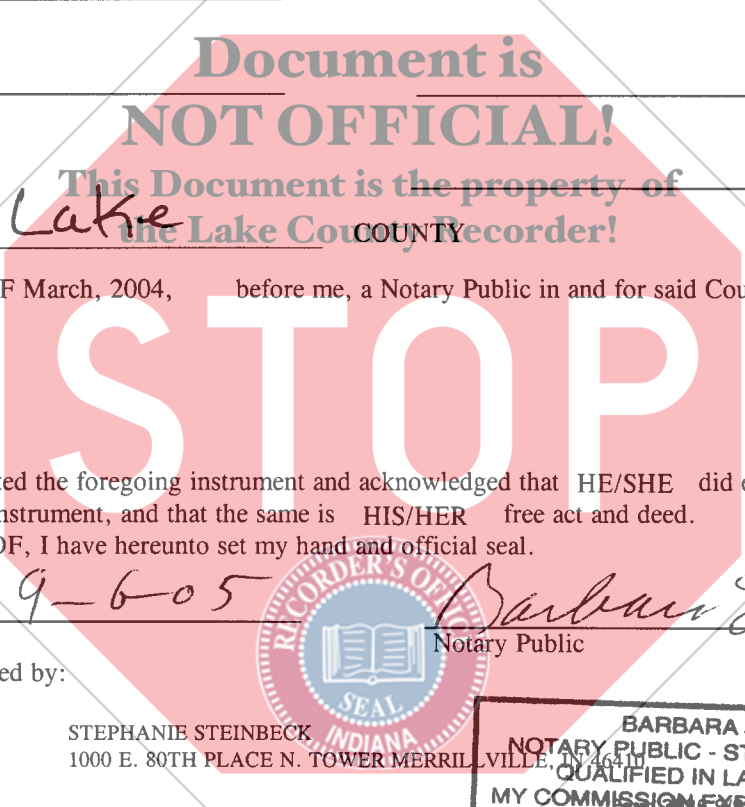 Document is
NOT OFFICIAL!
This Document is the property of
the Lake County Recorder!
Lake COUNTY
F March, 2004, before me, a Notary Public in and for said Cou
STOP
ted the foregoing instrument and acknowledged that HE/SHE did e
nstrument, and that the same is HIS/HER free act and deed.
OF, I have hereunto set my hand and official seal.
9-6-05 Barbara
Notary Public
RECORDER'S OFFICE
SEAL
INDIANA
ed by:
STEPHANIE STEINBECK
1000 E. 80TH PLACE N. TOWER MERRILLVILLE, IN 46410
BARBARA
NOTARY PUBLIC - ST
QUALIFIED IN LA
MY COMMISSION EXP